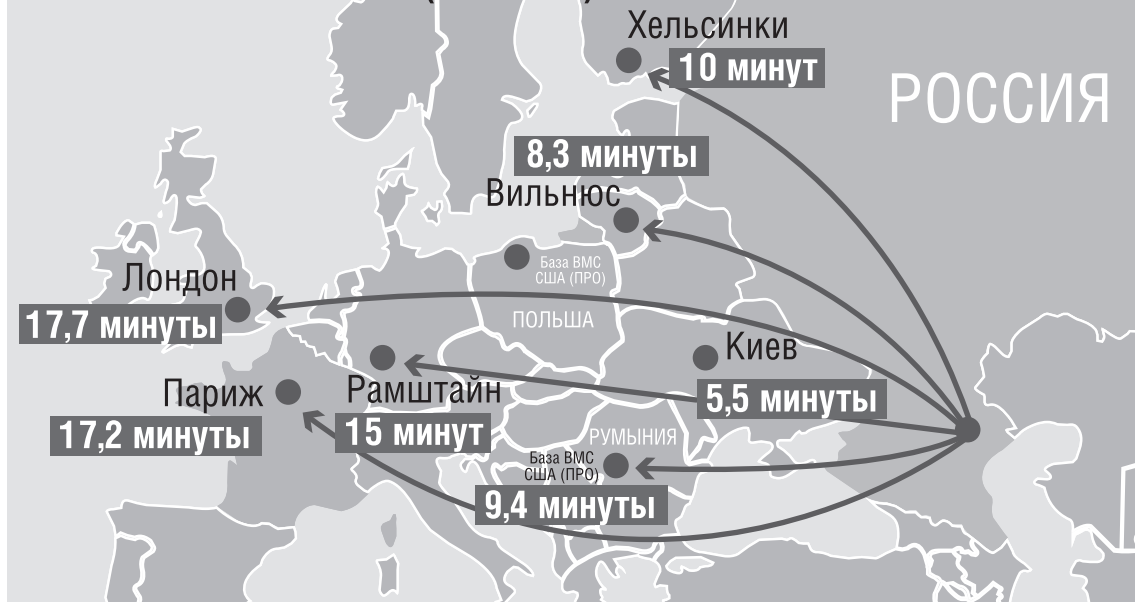 Хельсинки
10 минут
РОССИЯ
8,3 минуты
Вильнюс
База ВМС
США (ПРО)
Лондон
17,7 минуты
ПОЛЬША
Киев
5,5 минуты
Париж
17,2 минуты
Рамштайн
15 минут
РУМЫНИЯ
База ВМС
США (ПРО)
9,4 минуты